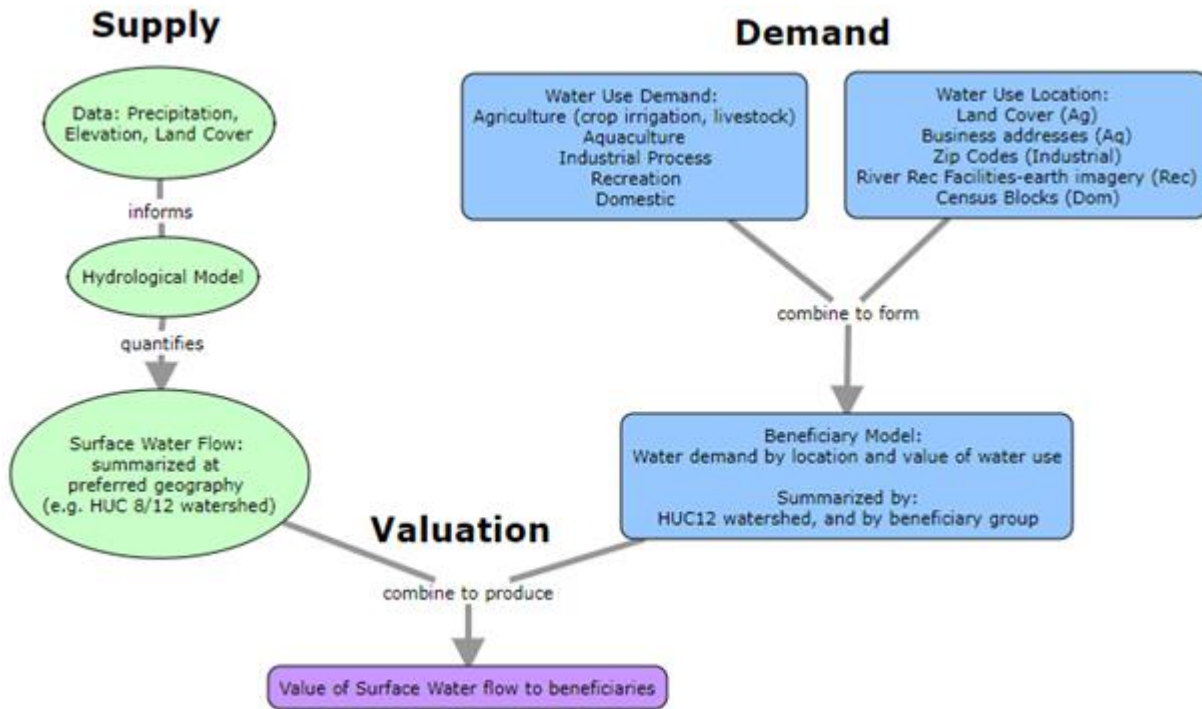 Supply
Data: Precipitation,
Elevation, Land Cover
informs
Hydrological Model
quantifies
Surface Water Flow:
summarized at
preferred geography
(e.g. HUC 8/12 watershed)
Demand
Water Use Demand:
Agriculture (crop irrigation, livestock)
Aquaculture
Industrial Process
Recreation
Domestic
Water Use Location:
Land Cover (Ag)
Business addresses (Aq)
Zip Codes (Industrial)
River Rec Facilities-earth imagery (Rec)
Census Blocks (Dom)
combine to form
Beneficiary Model:
Water demand by location and value of water use
Summarized by:
HUC12 watershed, and by beneficiary group
Valuation
combine to produce
Value of Surface Water flow to beneficiaries